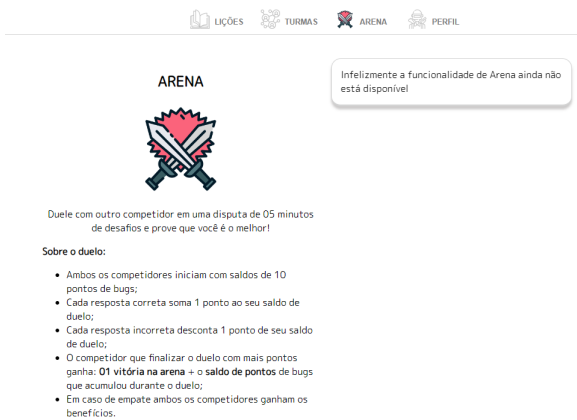 LIÇÕES TURMAS ARENA PERFIL
ARENA
Duele com outro competidor em uma disputa de 05 minutos
de desafios e prove que você é o melhor!
Sobre o duelo:
Ambos os competidores iniciam com saldos de 10
pontos de bugs;
Cada resposta correta soma 1 ponto ao seu saldo de
duelo;
Cada resposta incorreta desconta 1 ponto de seu saldo
de duelo;
O competidor que finalizar o duelo com mais pontos
ganha: 01 vitória na arena + o saldo de pontos de bugs
que acumulou durante o duelo;
Em caso de empate ambos os competidores ganham os
benefícios.
Infelizmente a funcionalidade de Arena ainda não
está disponível